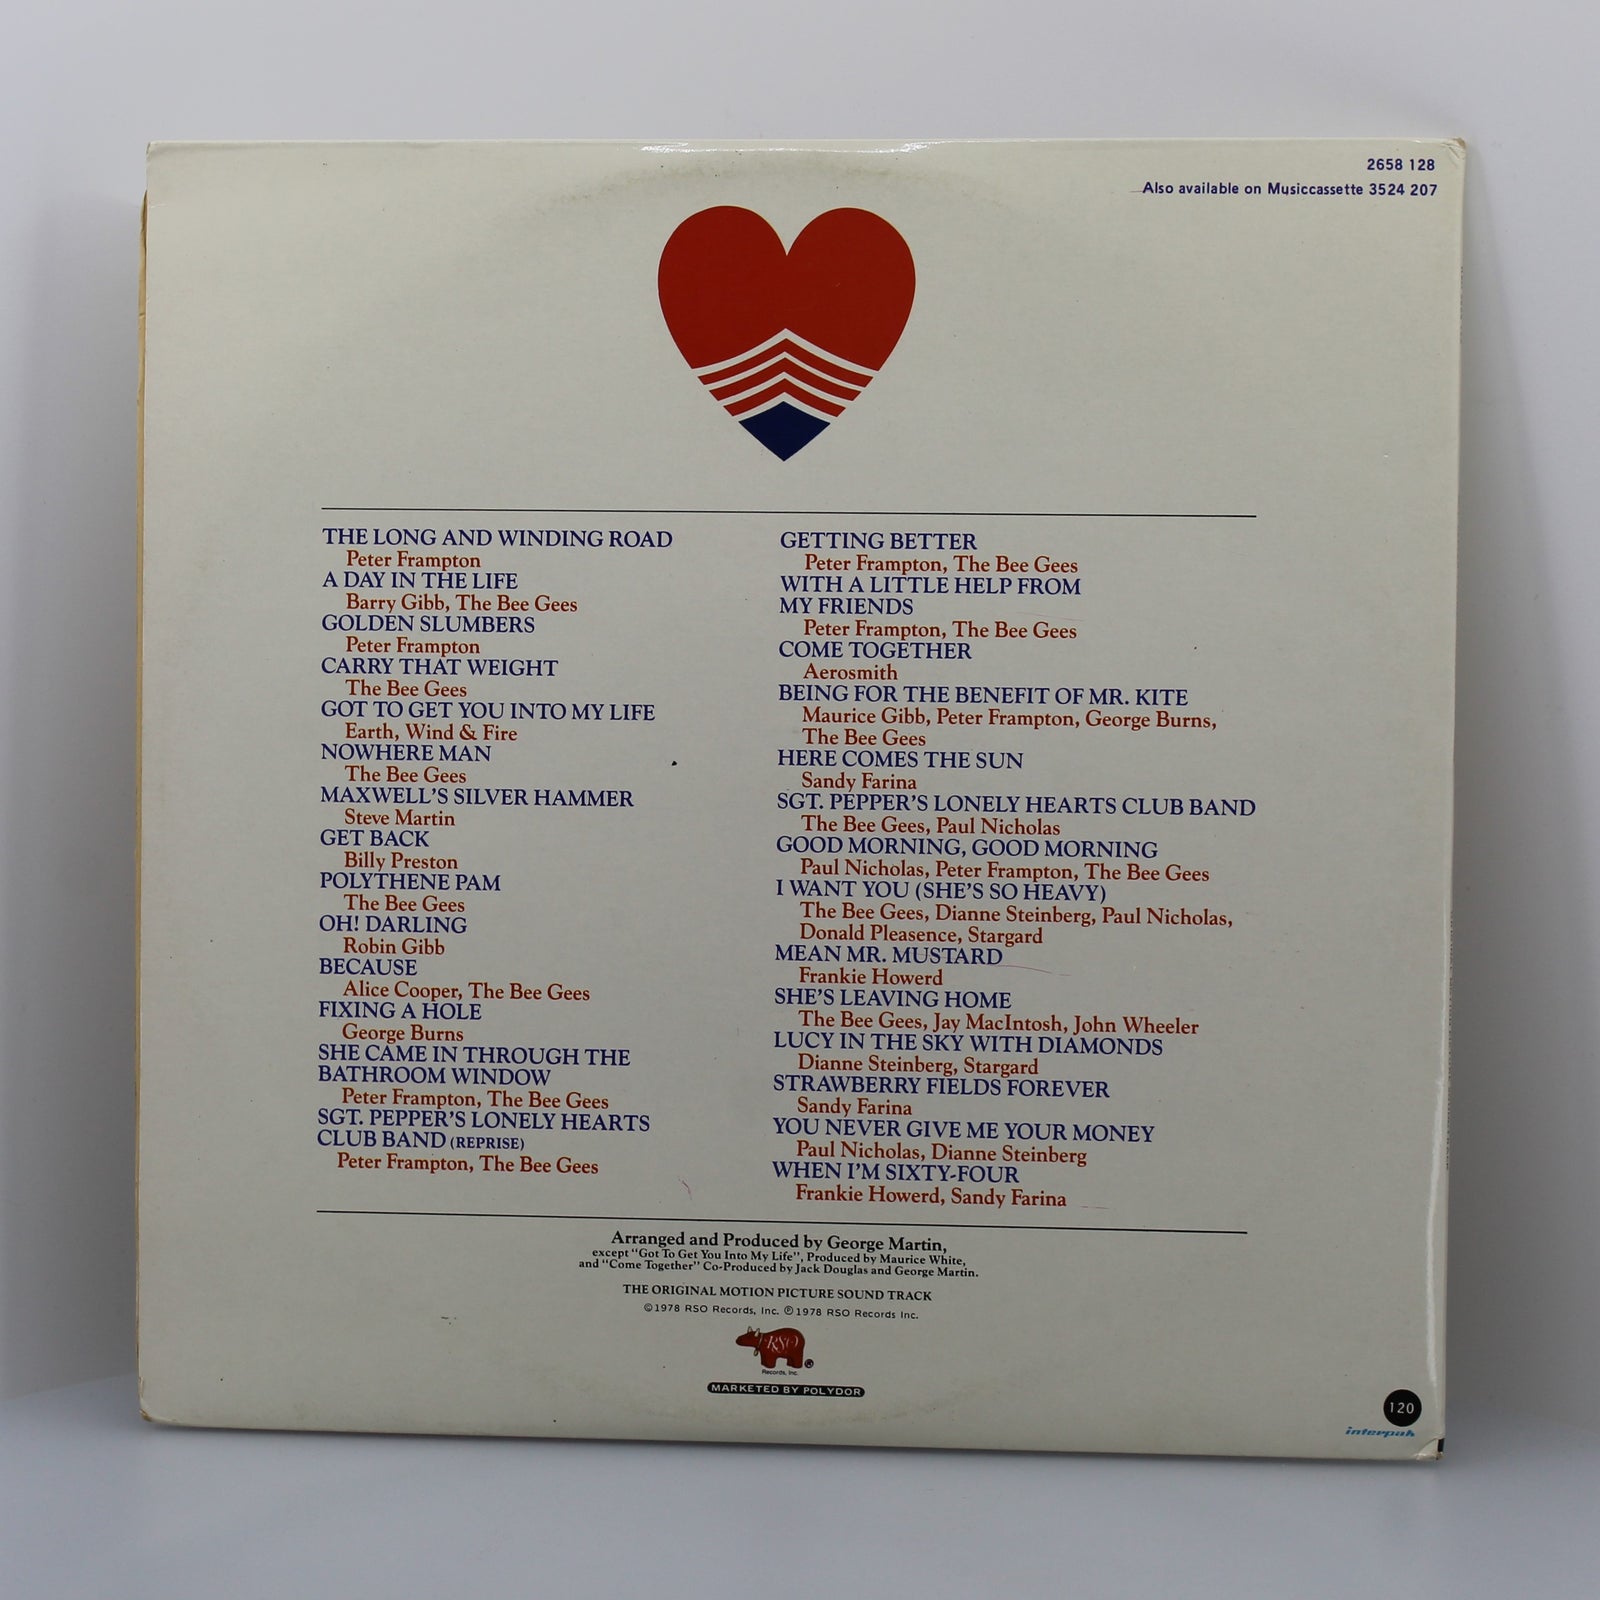 2658 128
Also available on Musiccassette 3524 207
THE LONG AND WINDING ROAD
Peter Frampton
A DAY IN THE LIFE
Barry Gibb, The Bee Gees
GOLDEN SLUMBERS
Peter Frampton
CARRY THAT WEIGHT
The Bee Gees
GOT TO GET YOU INTO MY LIFE
Earth, Wind & Fire
NOWHERE MAN
The Bee Gees
MAXWELL'S SILVER HAMMER
Steve Martin
GET BACK
Billy Preston
POLYTHENE PAM
The Bee Gees
OH! DARLING
Robin Gibb
BECAUSE
Alice Cooper, The Bee Gees
FIXING A HOLE
George Burns
SHE CAME IN THROUGH THE
BATHROOM WINDOW
Peter Frampton, The Bee Gees
SGT. PEPPER'S LONELY HEARTS
CLUB BAND (REPRISE)
Peter Frampton, The Bee Gees
GETTING BETTER
Peter Frampton, The Bee Gees
WITH A LITTLE HELP FROM
MY FRIENDS
Peter Frampton, The Bee Gees
COME TOGETHER
Aerosmith
BEING FOR THE BENEFIT OF MR. KITE
Maurice Gibb, Peter Frampton, George Burns,
The Bee Gees
HERE COMES THE SUN
Sandy Farina
SGT. PEPPER'S LONELY HEARTS CLUB BAND
The Bee Gees, Paul Nicholas
GOOD MORNING, GOOD MORNING
Paul Nicholas, Peter Frampton, The Bee Gees
I WANT YOU (SHE'S SO HEAVY)
The Bee Gees, Dianne Steinberg, Paul Nicholas,
Donald Pleasence, Stargard
MEAN MR. MUSTARD
Frankie Howerd
SHE'S LEAVING HOME
The Bee Gees, Jay MacIntosh, John Wheeler
LUCY IN THE SKY WITH DIAMONDS
Dianne Steinberg, Stargard
STRAWBERRY FIELDS FOREVER
Sandy Farina
YOU NEVER GIVE ME YOUR MONEY
Paul Nicholas, Dianne Steinberg
WHEN I'M SIXTY-FOUR
Frankie Howerd, Sandy Farina
Arranged and Produced by George Martin,
except "Got To Get You Into My Life", Produced by Maurice White,
and "Come Together" Co-Produced by Jack Douglas and George Martin.
THE ORIGINAL MOTION PICTURE SOUND TRACK
©1978 RSO Records, Inc. ℗1978 RSO Records Inc.
RSO ®
Records, Inc.
MARKETED BY POLYDOR
120
interpak